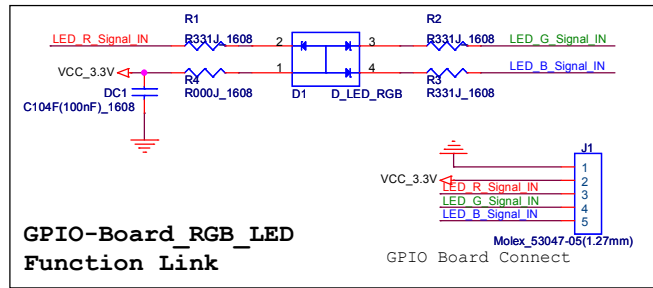 R1
R2
LED_R_Signal_IN
R331J_1608
2
3
R331J_1608
LED_G_Signal_IN
VCC_3.3V
1
4
LED_B_Signal_IN
DC1
R4
D1
D_LED_RGB
R3
C104F(100nF)_1608
R000J_1608
R331J_1608
J1
1
VCC_3.3V
2
LED_R_Signal_IN
3
LED_G_Signal_IN
4
LED_B_Signal_IN
5
GPIO-Board_RGB_LED
Function Link
Molex_53047-05(1.27mm)
GPIO Board Connect